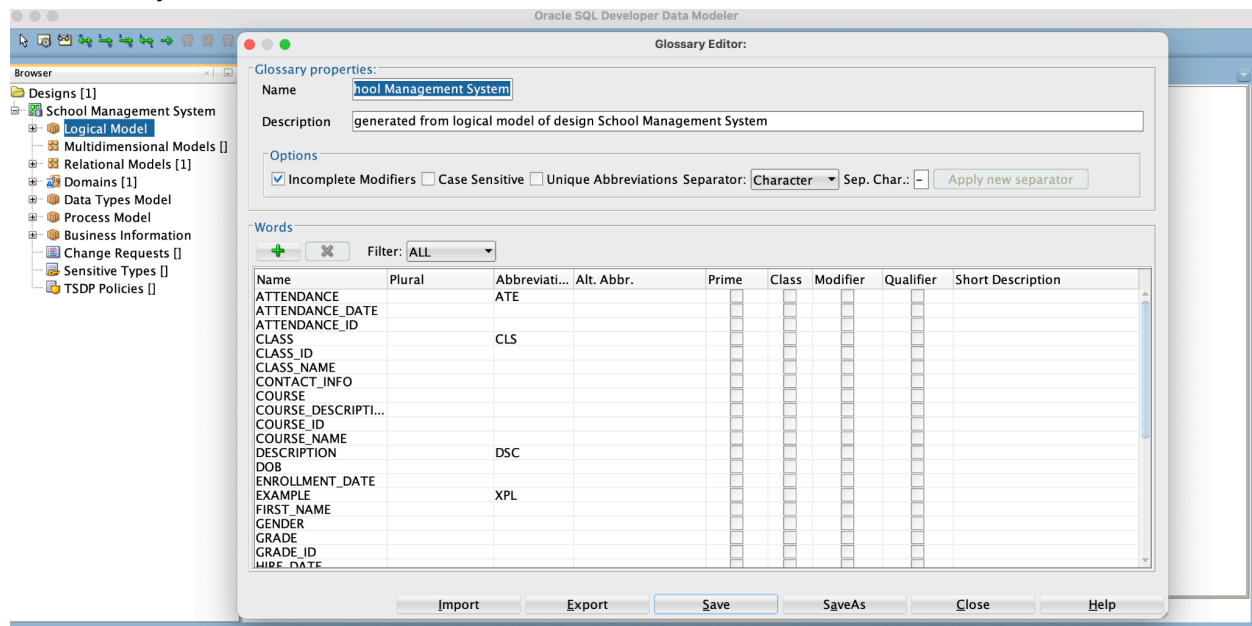 Oracle SQL Developer Data Modeler
Glossary Editor:
Browser
Designs [1]
School Management System
Logical Model
Multidimensional Models []
Relational Models [1]
Domains [1]
Data Types Model
Process Model
Business Information
Change Requests []
Sensitive Types []
TSDP Policies []
Glossary properties:
Name hool Management System
Description generated from logical model of design School Management System
Options
Incomplete Modifiers Case Sensitive Unique Abbreviations Separator: Character Sep. Char.: - Apply new separator
Words
Filter: ALL
Name Plural Abbreviati... Alt. Abbr. Prime Class Modifier Qualifier Short Description
ATTENDANCE ATE
ATTENDANCE_DATE
ATTENDANCE_ID
CLASS CLS
CLASS_ID
CLASS_NAME
CONTACT_INFO
COURSE
COURSE_DESCRIPTI...
COURSE_ID
COURSE_NAME
DESCRIPTION DSC
DOB
ENROLLMENT_DATE
EXAMPLE XPL
FIRST_NAME
GENDER
GRADE
GRADE_ID
HIRE_DATE
Import Export Save SaveAs Close Help